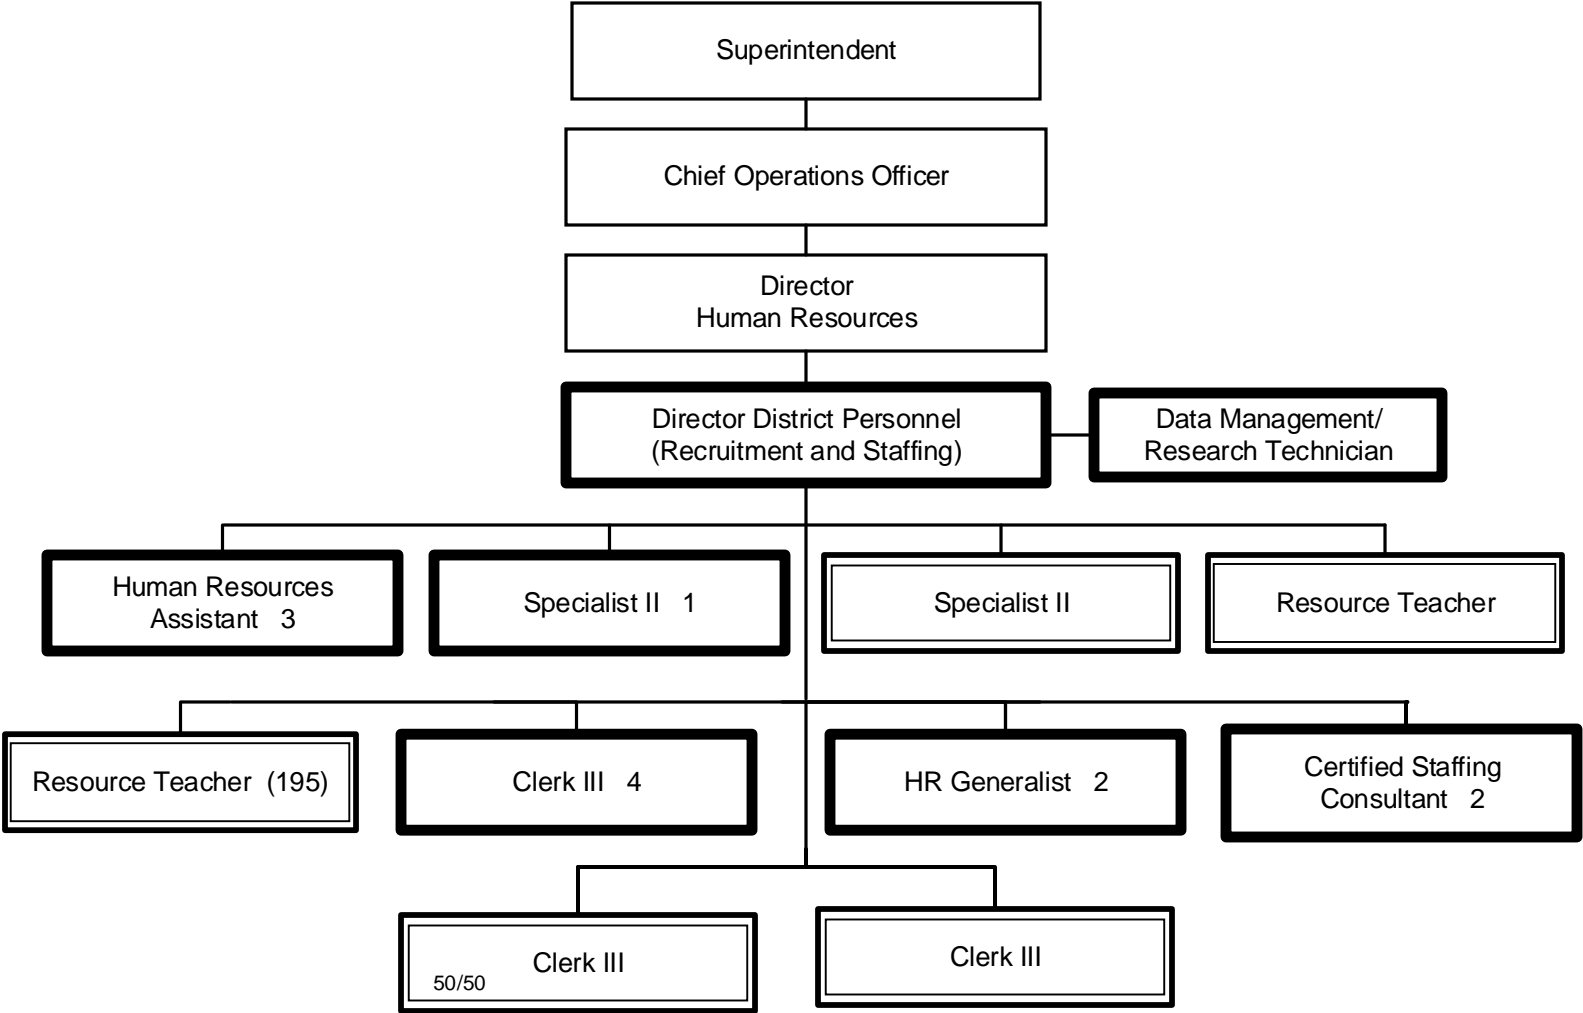 Superintendent
Chief Operations Officer
Director
Human Resources
Director District Personnel
(Recruitment and Staffing)
Data Management/
Research Technician
Human Resources
Assistant 3
Specialist II 1
Specialist II
Resource Teacher
Resource Teacher (195)
Clerk III 4
HR Generalist 2
Certified Staffing
Consultant 2
Clerk III
50/50
Clerk III